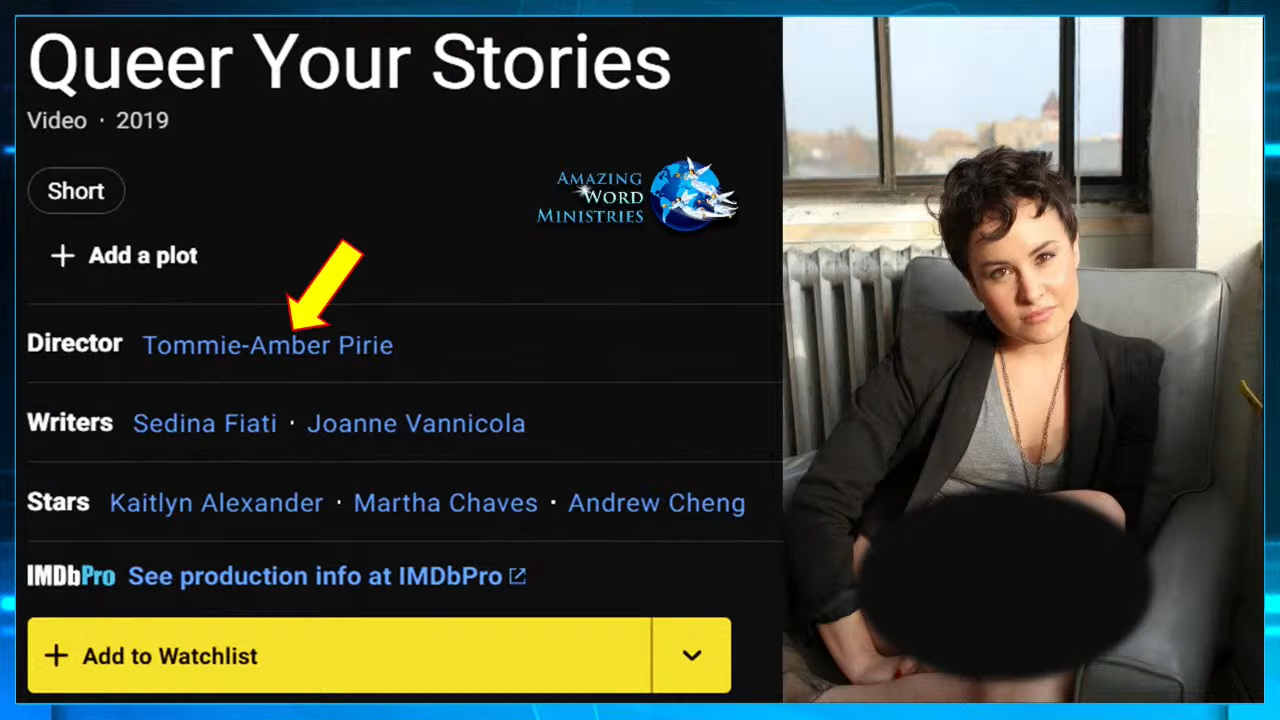 Queer Your Stories
Video · 2019
Short
+ Add a plot
AMAZING
WORD
MINISTRIES
Director Tommie-Amber Pirie
Writers Sedina Fiati · Joanne Vannicola
Stars Kaitlyn Alexander · Martha Chaves · Andrew Cheng
IMDbPro See production info at IMDbPro
+ Add to Watchlist